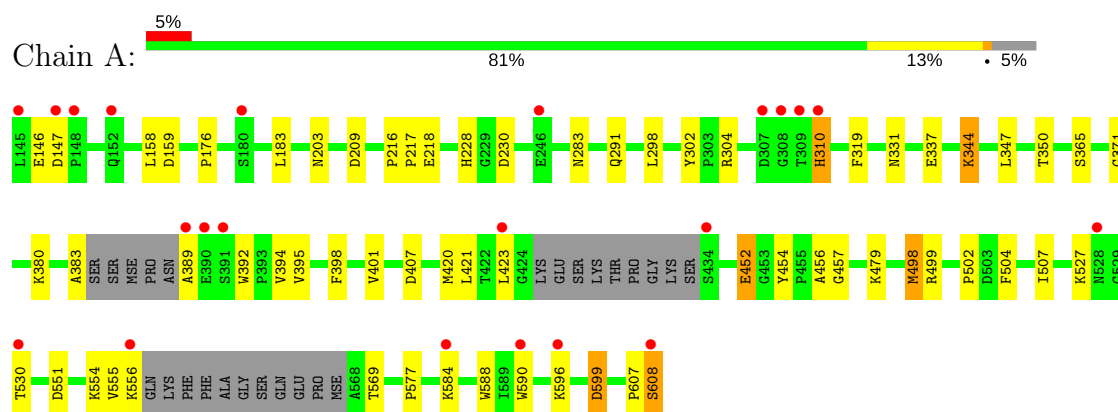 5%
Chain A:
81% 13% • 5%
L145 E146 D147 P148 Q152 L158 D159 P176 S180 L183 N203 D209 P216 P217 E218 H228 G229 D230 E246 N283 Q291 L298 Y302 P303 R304 D307 G308 T309 H310 F319 N331 E337 K344 L347 T350 S365 G371
K380 A383 SER SER MSE PRO ASN A389 E390 S391 W392 P393 V394 V395 F398 V401 D407 M420 L421 T422 L423 G424 LYS GLU SER LYS THR PRO GLY LYS SER S434 E452 G453 Y454 P455 A456 G457 K479 M498 R499 P502 D503 F504 I507 K527 N528 G529
T530 D551 K554 V555 K556 GLN LYS PHE PHE ALA GLY SER GLN GLU PRO MSE A568 T569 P577 K584 W588 I589 W590 K596 D599 P607 S608